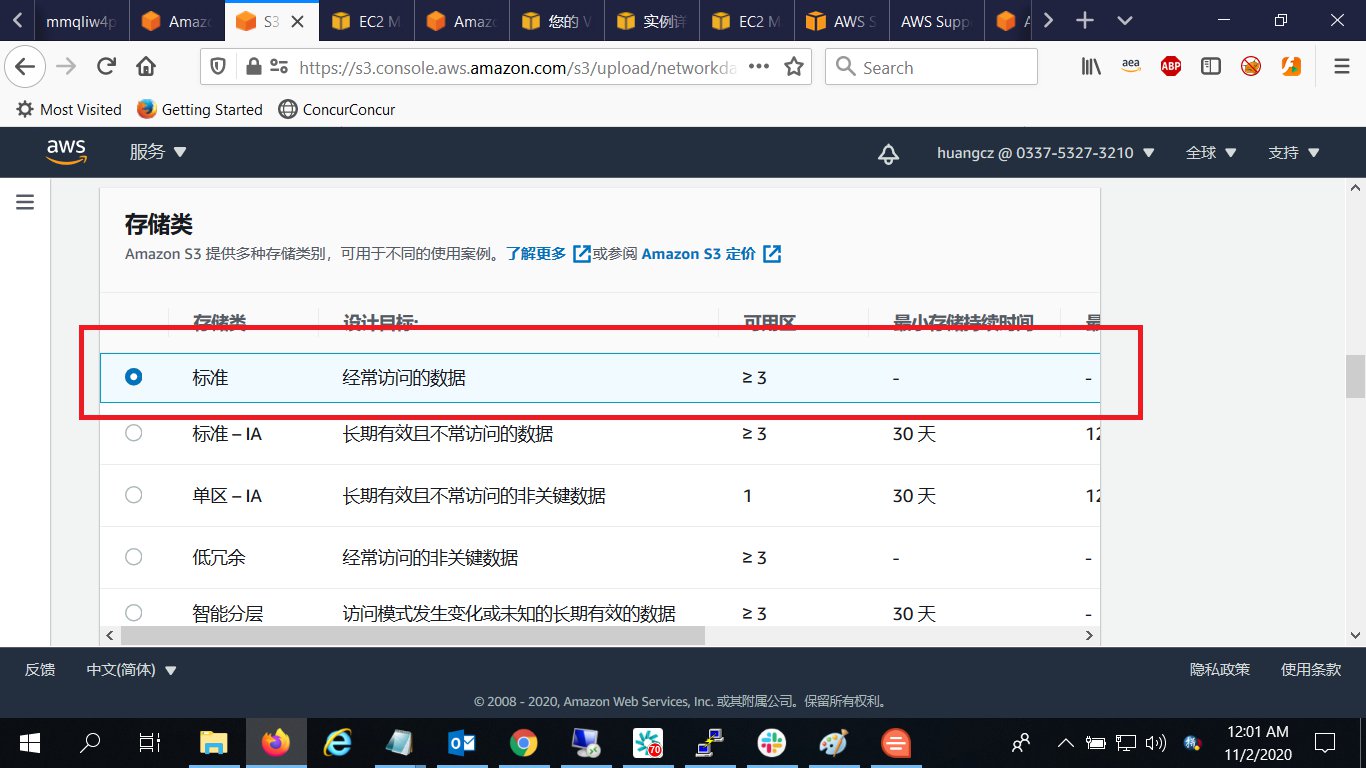 mmqliw4p Amazo S3 EC2 M Amazo 您的 V 实例详 EC2 M AWS S AWS Supp
https://s3.console.aws.amazon.com/s3/upload/networkda Search
aea ABP
Most Visited Getting Started ConcurConcur
aws 服务 huangcz @ 0337-5327-3210 全球 支持
存储类
Amazon S3 提供多种存储类别，可用于不同的使用案例。了解更多 或参阅 Amazon S3 定价
存储类 设计目标: 可用区 最小存储持续时间 最
标准 经常访问的数据 ≥ 3 - -
标准 – IA 长期有效且不常访问的数据 ≥ 3 30 天 12
单区 – IA 长期有效且不常访问的非关键数据 1 30 天 12
低冗余 经常访问的非关键数据 ≥ 3 - -
智能分层 访问模式发生变化或未知的长期有效的数据 ≥ 3 30 天 -
反馈 中文(简体) 隐私政策 使用条款
© 2008 - 2020, Amazon Web Services, Inc. 或其附属公司。保留所有权利。
70
12:01 AM
11/2/2020